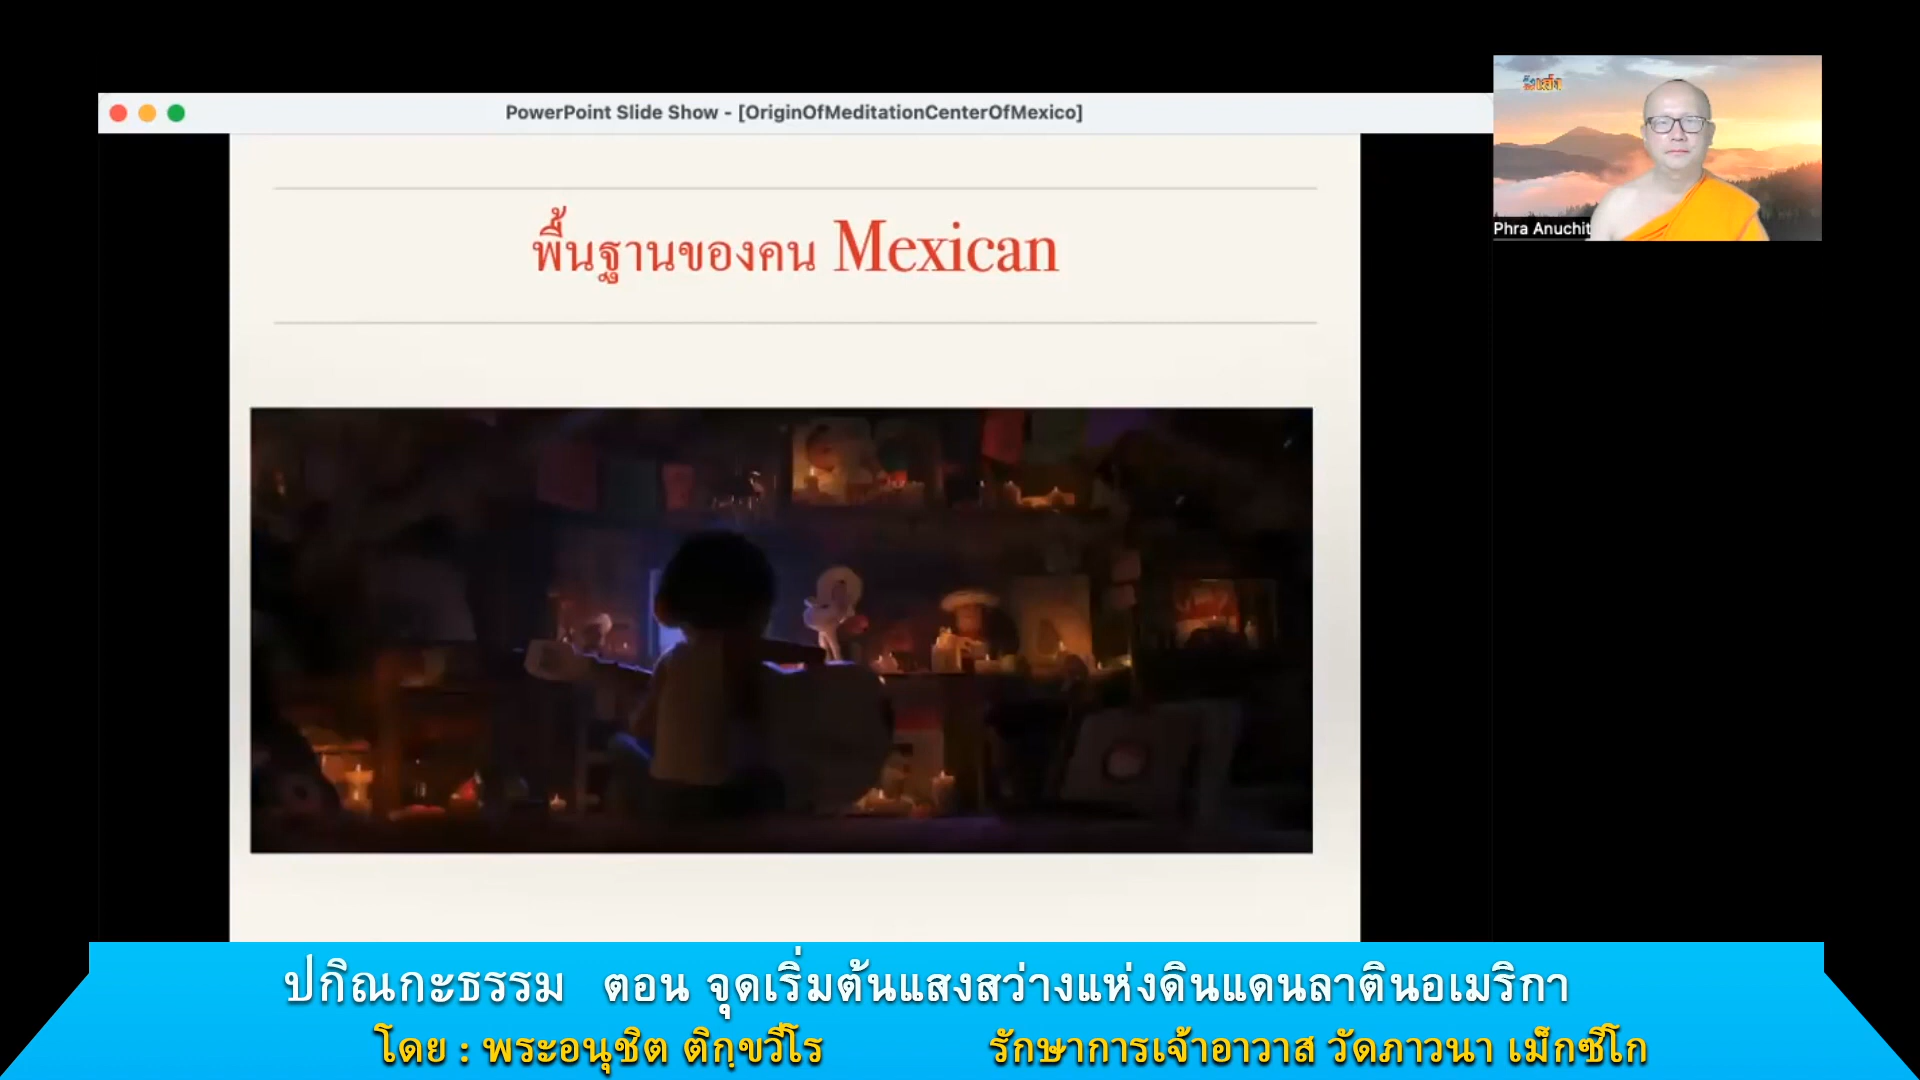 PowerPoint Slide Show - [OriginOfMeditationCenterOfMexico]
พื้นฐานของคน Mexican
Phra Anuchit
ปกิณกะธรรม ตอน จุดเริ่มต้นแสงสว่างแห่งดินแดนลาตินอเมริกา
โดย : พระอนุชิต ติกฺขวีโร รักษาการเจ้าอาวาส วัดภาวนา เม็กซิโก